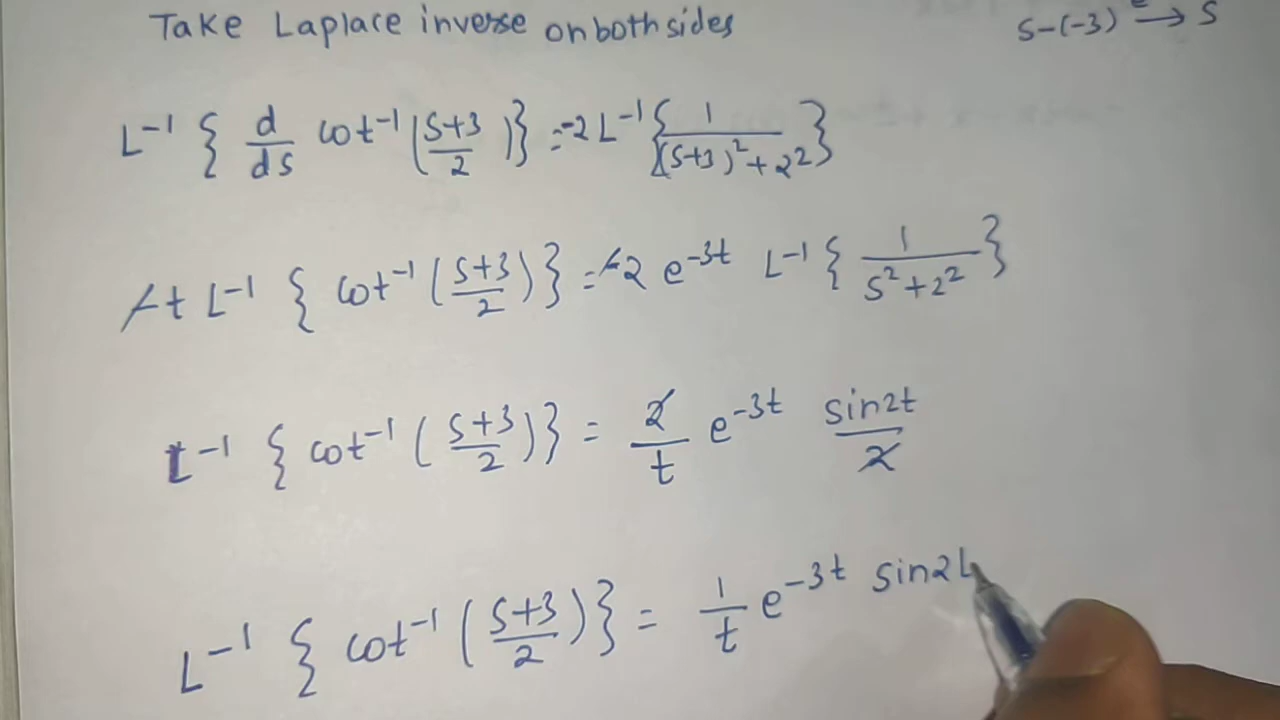 Take Laplace inverse on both sides
s-(-3) → s
L⁻¹ { d/ds cot⁻¹ (s+3/2) } = -2 L⁻¹ { 1/((s+3)² + 2²) }
-t L⁻¹ { cot⁻¹ (s+3/2) } = -2 e^-3t L⁻¹ { 1/(s² + 2²) }
L⁻¹ { cot⁻¹ (s+3/2) } = 2/t e^-3t sin2t/2
L⁻¹ { cot⁻¹ (s+3/2) } = 1/t e^-3t sin2